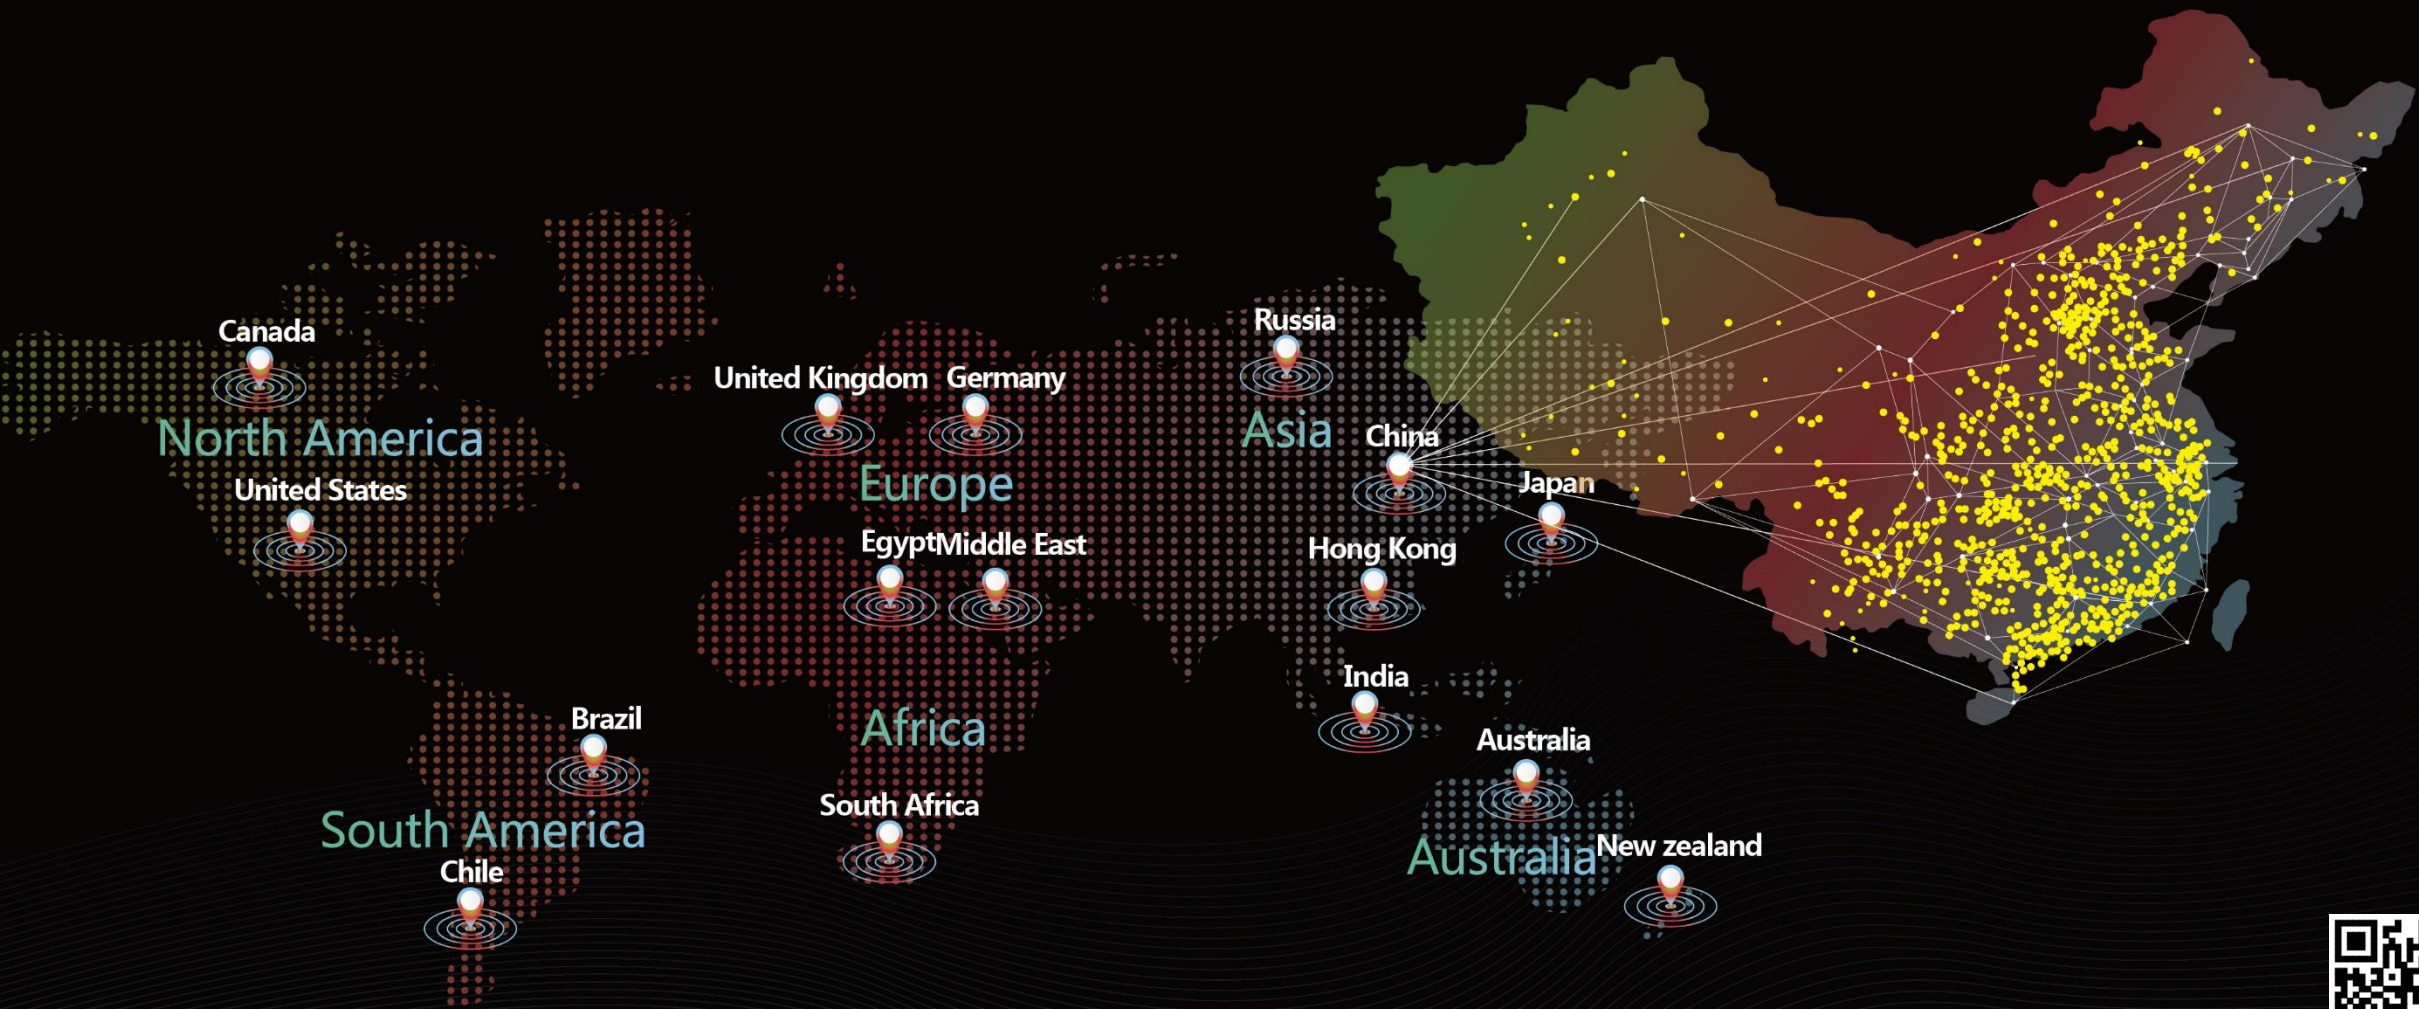 Russia
Canada
United Kingdom
Germany
Asia
China
North America
Europe
Japan
United States
Egypt
Middle East
Hong Kong
India
Brazil
Africa
Australia
South Africa
South America
New zealand
Australia
Chile